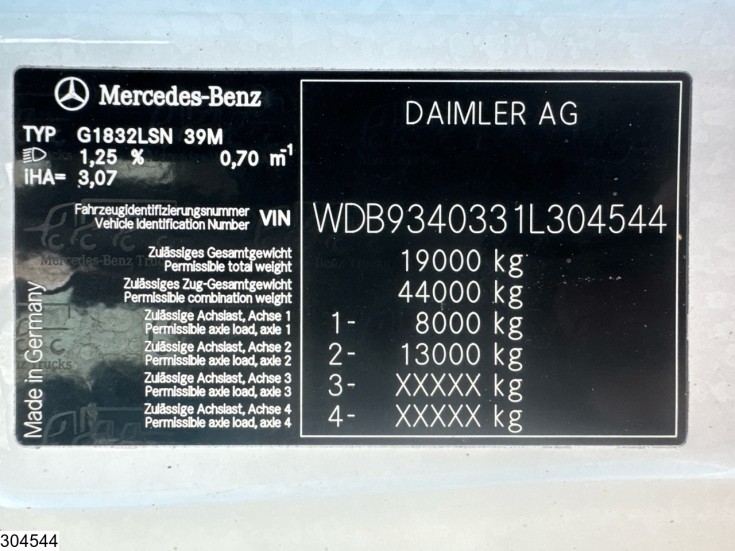 Mercedes-Benz
DAIMLER AG
TYP G1832LSN 39M
1,25 % 0,70 m⁻¹
iHA= 3,07
Fahrzeugidentifizierungsnummer
Vehicle Identification Number VIN WDB9340331L304544
Zulässiges Gesamtgewicht
Permissible total weight 19000 kg
Zulässiges Zug-Gesamtgewicht
Permissible combination weight 44000 kg
Zulässige Achslast, Achse 1
Permissible axle load, axle 1 1- 8000 kg
Zulässige Achslast, Achse 2
Permissible axle load, axle 2 2- 13000 kg
Zulässige Achslast, Achse 3
Permissible axle load, axle 3 3- XXXXX kg
Zulässige Achslast, Achse 4
Permissible axle load, axle 4 4- XXXXX kg
Made in Germany
304544